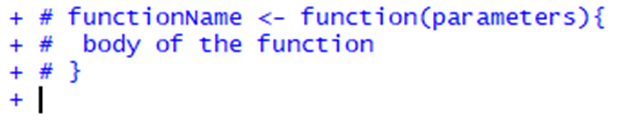 + # functionName <- function(parameters){
+ #  body of the function
+ # }
+